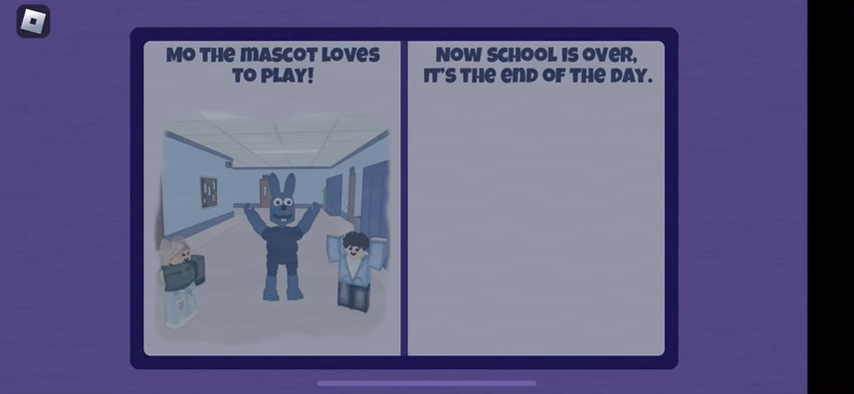 MO THE MASCOT LOVES
TO PLAY!
NOW SCHOOL IS OVER,
IT'S THE END OF THE DAY.